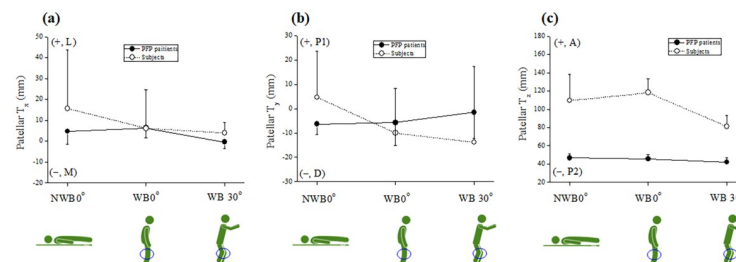 (a)
(+, L)
PFP paitients
Subjects
Patellar Tx (mm)
50
40
30
20
10
0
-10
-20
(−, M)
NWB0°
WB0°
WB 30°
(b)
(+, P1)
PFP patients
Subjects
Patellar Ty (mm)
30
20
10
0
-10
-20
-30
(−, D)
NWB0°
WB0°
WB 30°
(c)
(+, A)
PFP patients
Subjects
Patellar Tz (mm)
180
160
140
120
100
80
60
40
20
(−, P2)
NWB0°
WB0°
WB 30°